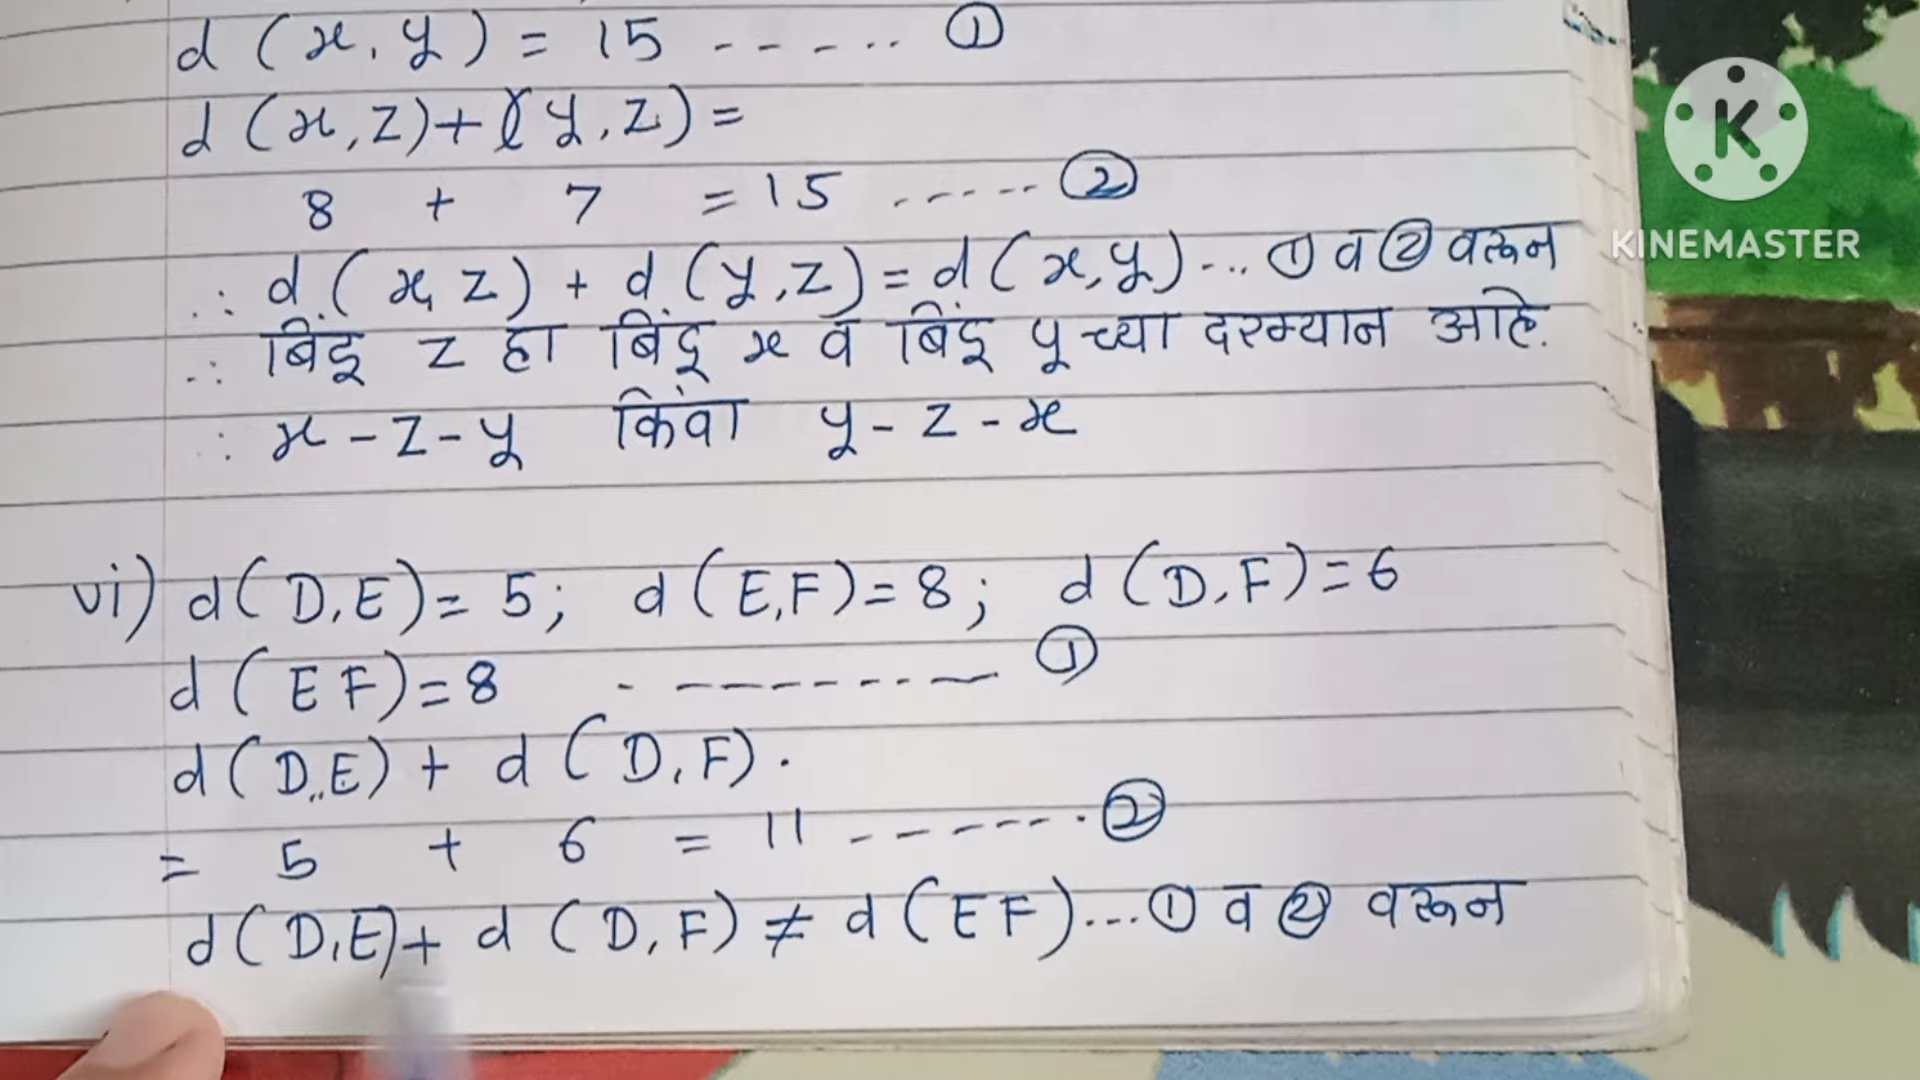 d (x, y) = 15 - - - . . . ①
d (x, z) + (y, z) =
8 + 7 = 15 - - - - - ②
∴ d (x, z) + d (y, z) = d (x, y) ... ① व ② वरून
∴ बिंदू z हा बिंदू x व बिंदू y च्या दरम्यान आहे.
∴ x - z - y किंवा y - z - x
vi) d (D, E) = 5; d (E, F) = 8; d (D, F) = 6
d (E F) = 8 - - - - - - - - ①
d (D, E) + d (D, F).
= 5 + 6 = 11 - - - - - - ②
d (D, E) + d (D, F) ≠ d (E F) ... ① व ② वरून
K
KINEMASTER